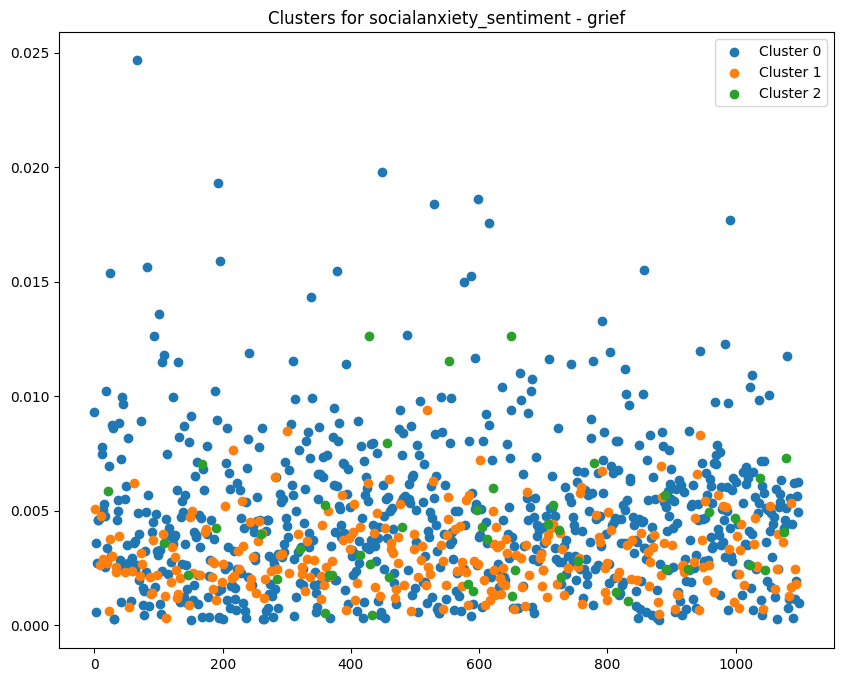 Clusters for socialanxiety_sentiment - grief
Cluster 0
Cluster 1
Cluster 2
0.025
0.020
0.015
0.010
0.005
0.000
0 200 400 600 800 1000